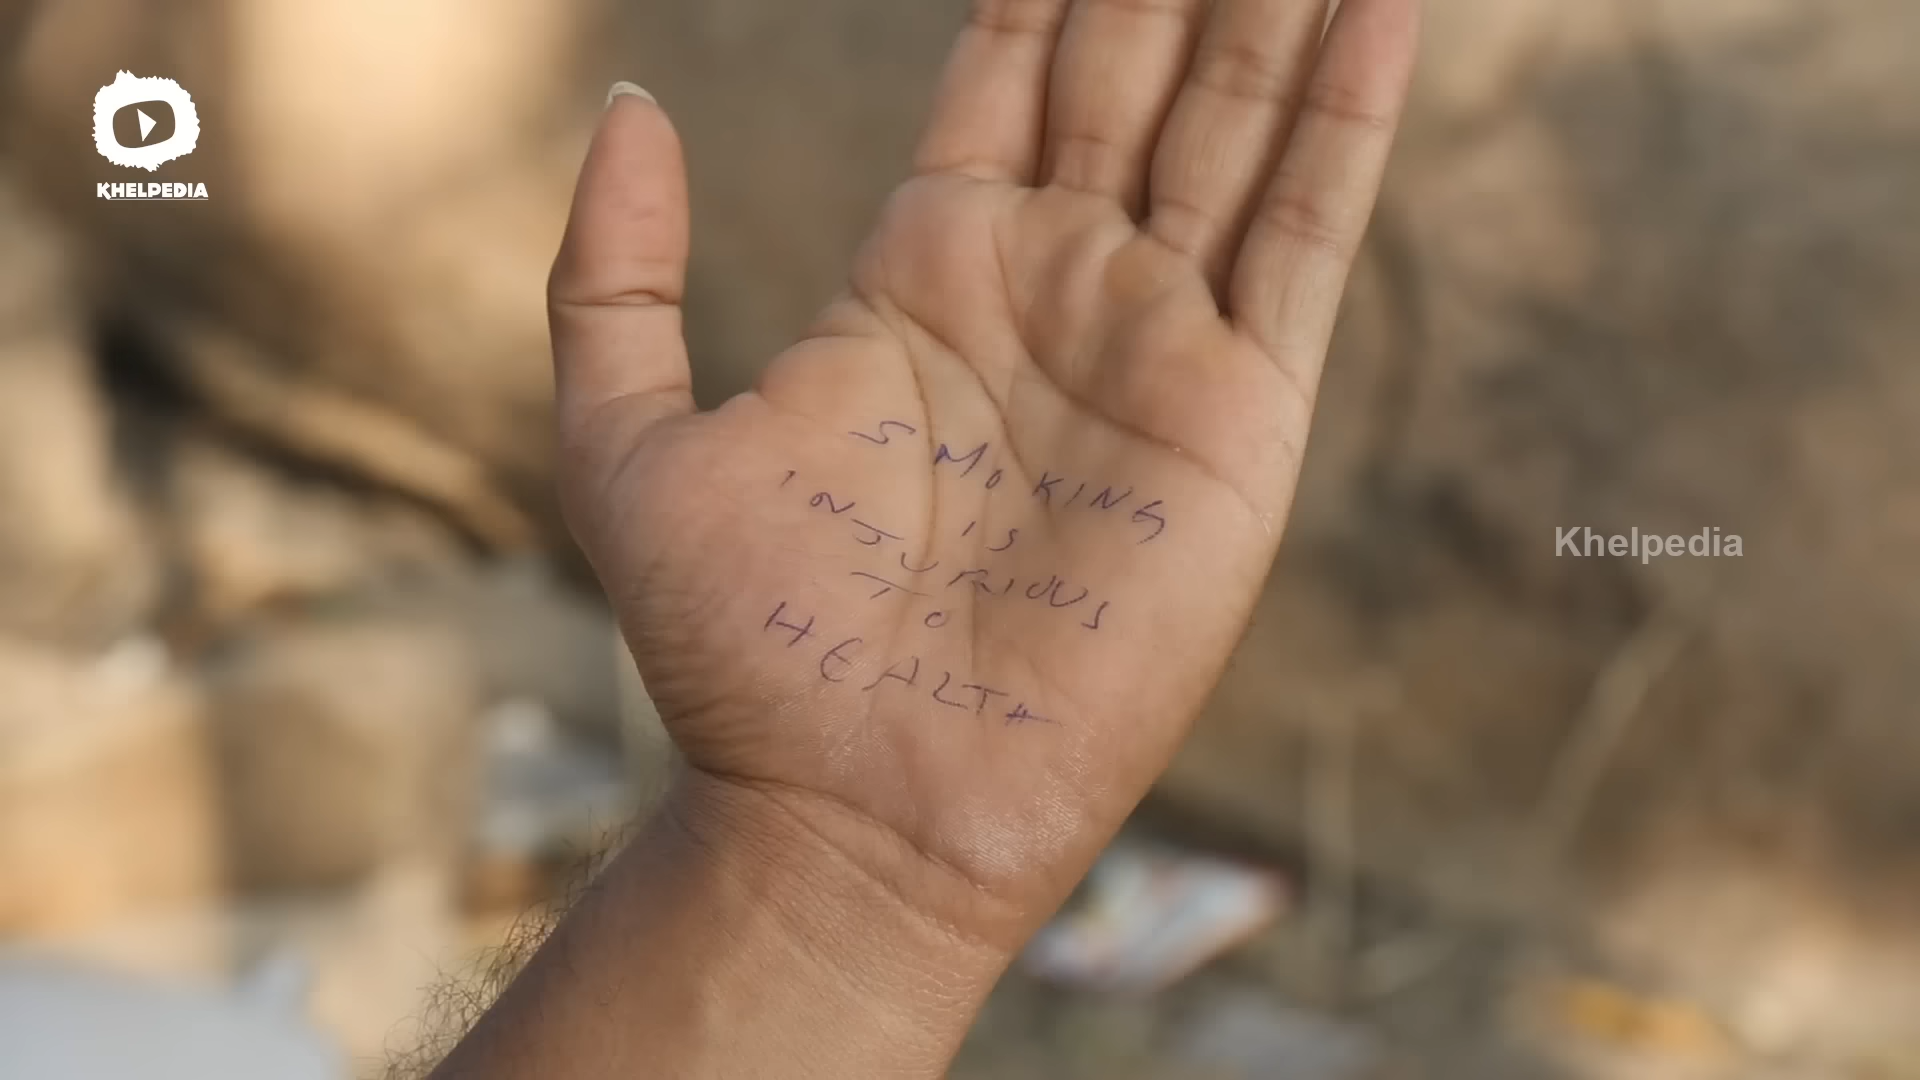 KHELPEDIA
SMOKING
IS
INJURIOUS
TO
HEALTH
Khelpedia